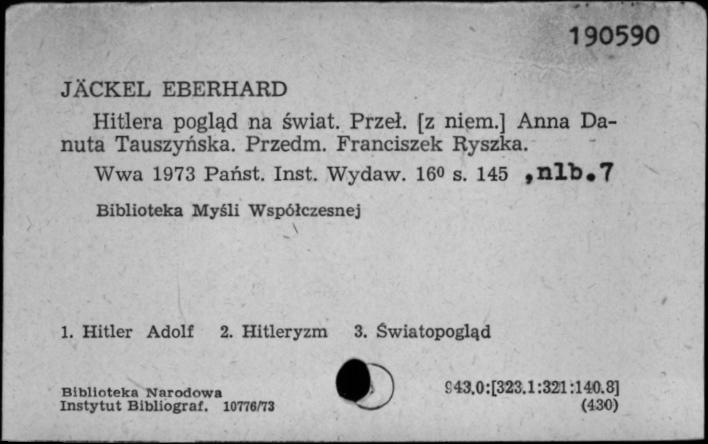 190590
JÄCKEL EBERHARD
Hitlera pogląd na świat. Przeł. [z niem.] Anna Da-
nuta Tauszyńska. Przedm. Franciszek Ryszka.
Wwa 1973 Państ. Inst. Wydaw. 16⁰ s. 145 ,nlb.7
Biblioteka Myśli Współczesnej
1. Hitler Adolf 2. Hitleryzm 3. Światopogląd
Biblioteka Narodowa
Instytut Bibliograf. 10776/73
943.0:[323.1:321:140.8]
(430)